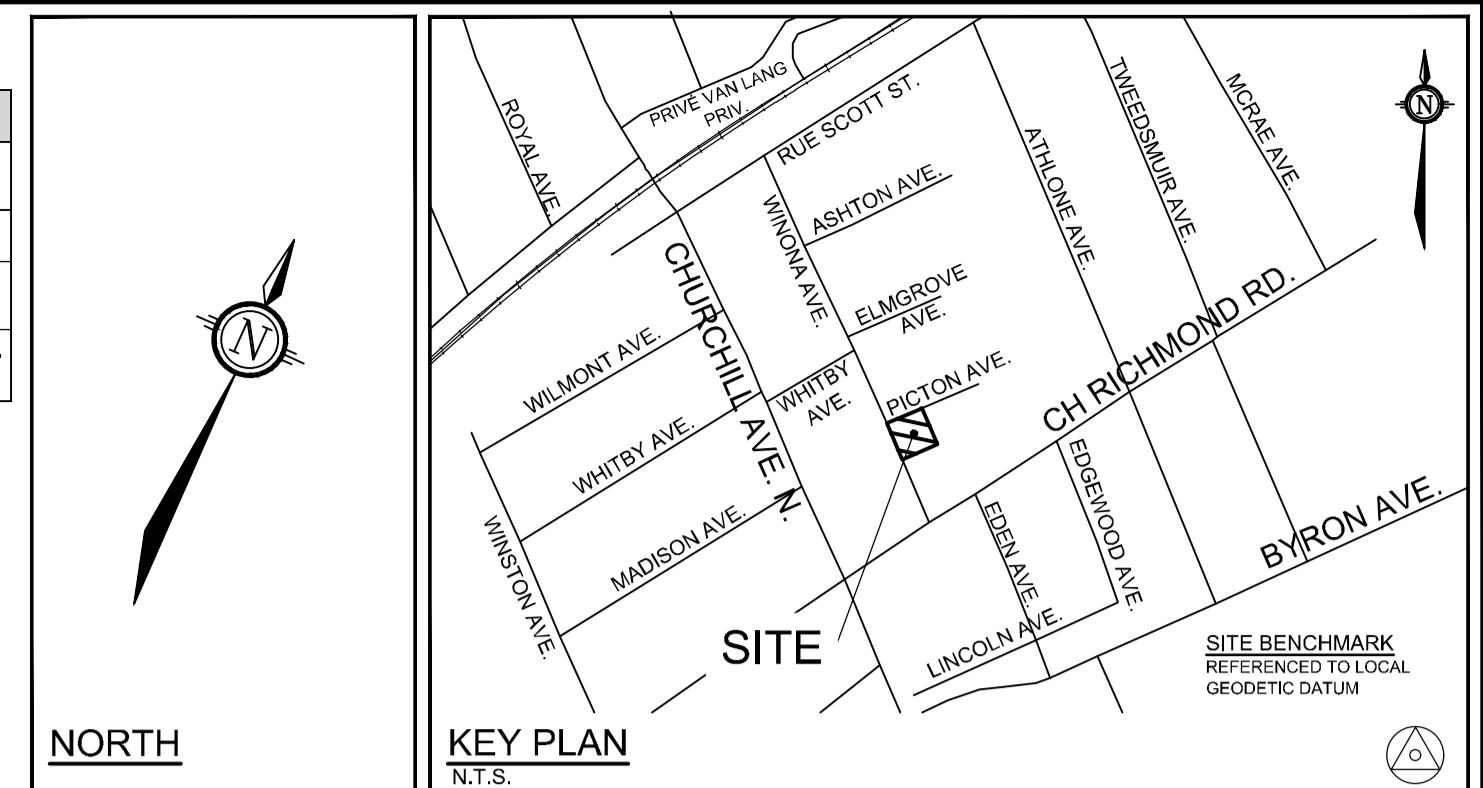 N
NORTH
ROYAL AVE.
PRIVÉ VAN LANG
PRIV.
RUE SCOTT ST.
ATHLONE AVE.
TWEEDSMUIR AVE.
MCRAE AVE.
N
WINONA AVE.
ASHTON AVE.
CHURCHILL AVE. N.
ELMGROVE
AVE.
WILMONT AVE.
WHITBY
AVE.
PICTON AVE.
CH RICHMOND RD.
WHITBY AVE.
EDGEWOOD AVE.
MADISON AVE.
WINSTON AVE.
EDEN AVE.
BYRON AVE.
LINCOLN AVE.
SITE
SITE BENCHMARK
REFERENCED TO LOCAL
GEODETIC DATUM
KEY PLAN
N.T.S.